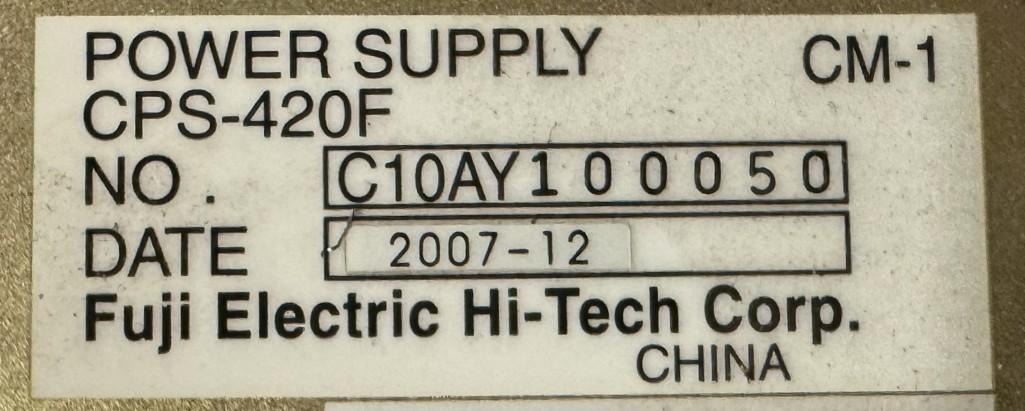 POWER SUPPLY CM-1
CPS-420F
NO. C10AY100050
DATE 2007-12
Fuji Electric Hi-Tech Corp.
CHINA